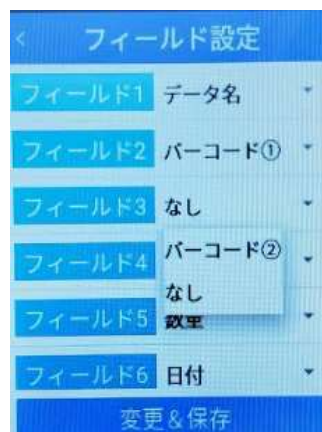 < フィールド設定
フィールド1 データ名
フィールド2 バーコード①
フィールド3 なし
フィールド4 バーコード②
なし
フィールド5 数量
フィールド6 日付
変更&保存